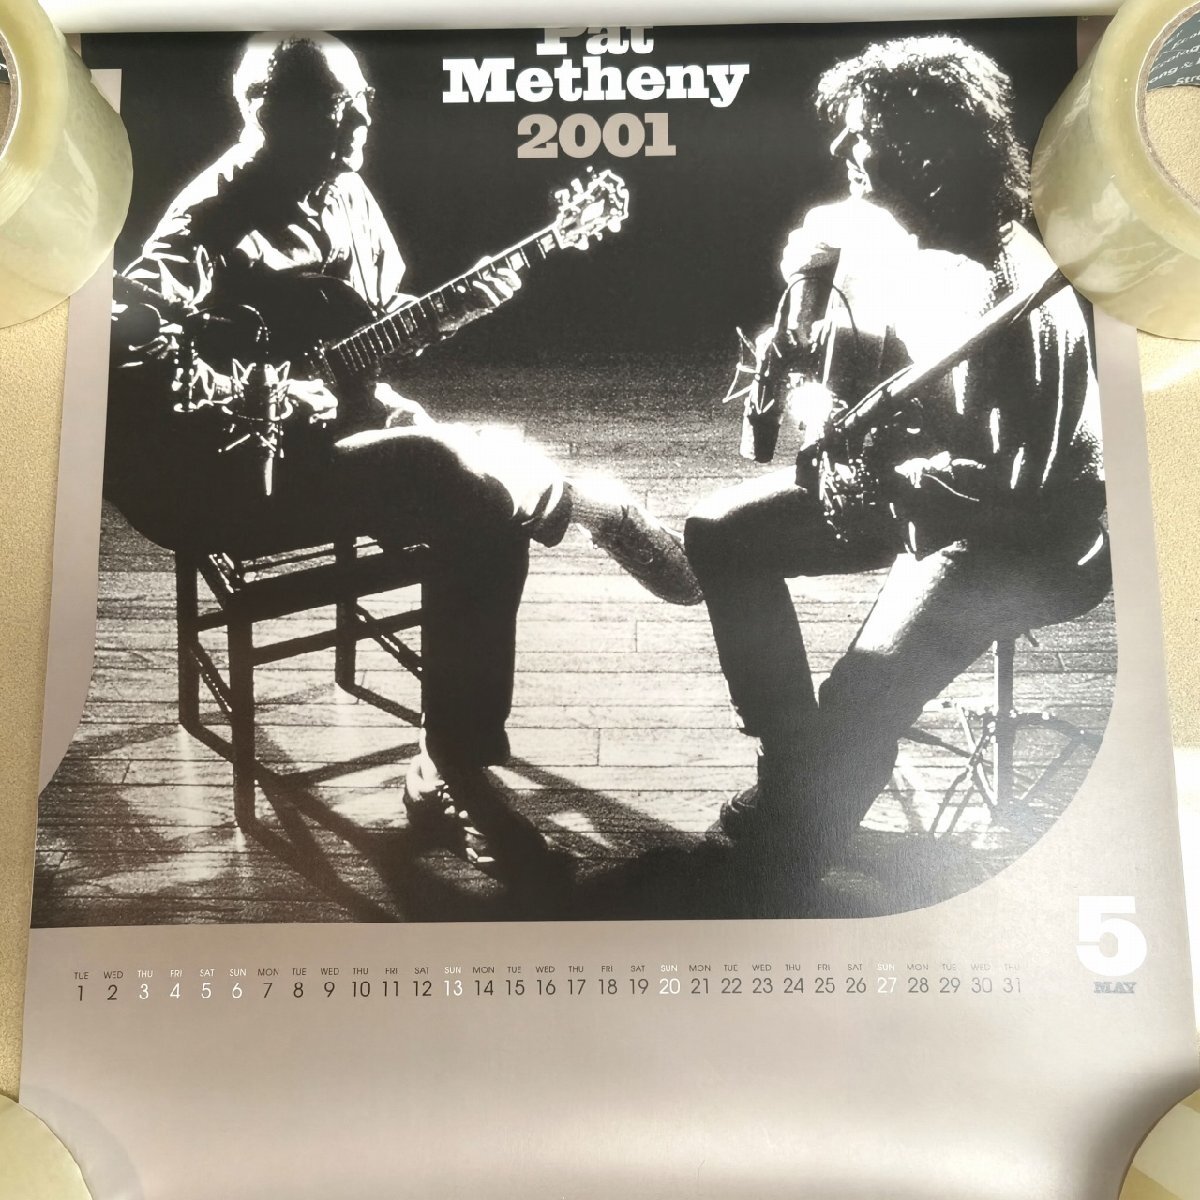 Pat
Metheny
2001
5
MAY
TUE WED THU FRI SAT SUN MON TUE WED THU FRI SAT SUN MON TUE WED THU FRI SAT SUN MON TUE WED THU FRI SAT SUN MON TUE WED THU
1 2 3 4 5 6 7 8 9 10 11 12 13 14 15 16 17 18 19 20 21 22 23 24 25 26 27 28 29 30 31